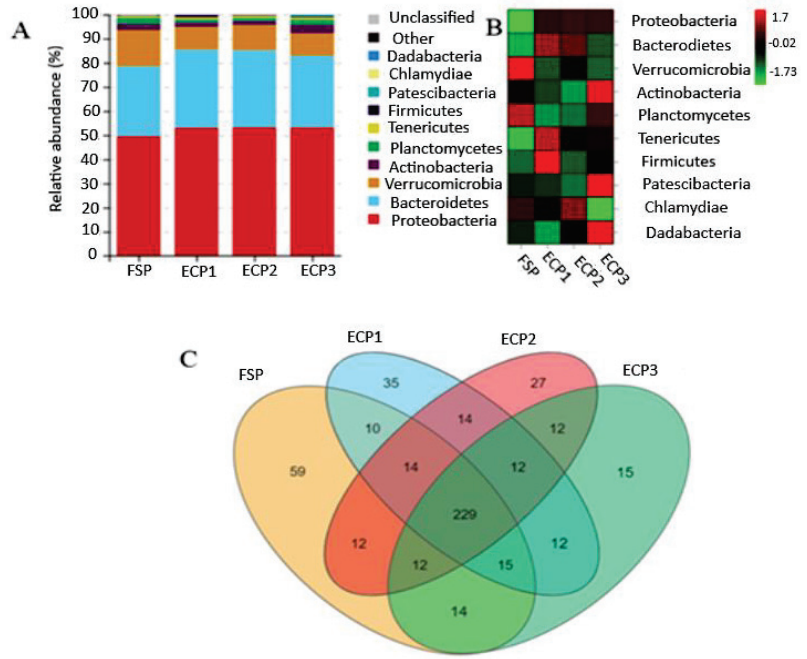 A
Relative abundance (%)
100
90
80
70
60
50
40
30
20
10
0
FSP
ECP1
ECP2
ECP3
Unclassified
Other
Dadabacteria
Chlamydiae
Patescibacteria
Firmicutes
Tenericutes
Planctomycetes
Actinobacteria
Verrucomicrobia
Bacteroidetes
Proteobacteria
B
Proteobacteria
Bacterodietes
Verrucomicrobia
Actinobacteria
Planctomycetes
Tenericutes
Firmicutes
Patescibacteria
Chlamydiae
Dadabacteria
FSP
ECP1
ECP2
ECP3
1.7
-0.02
-1.73
C
FSP
ECP1
ECP2
ECP3
35
27
10
14
12
59
14
12
15
229
12
12
15
12
14